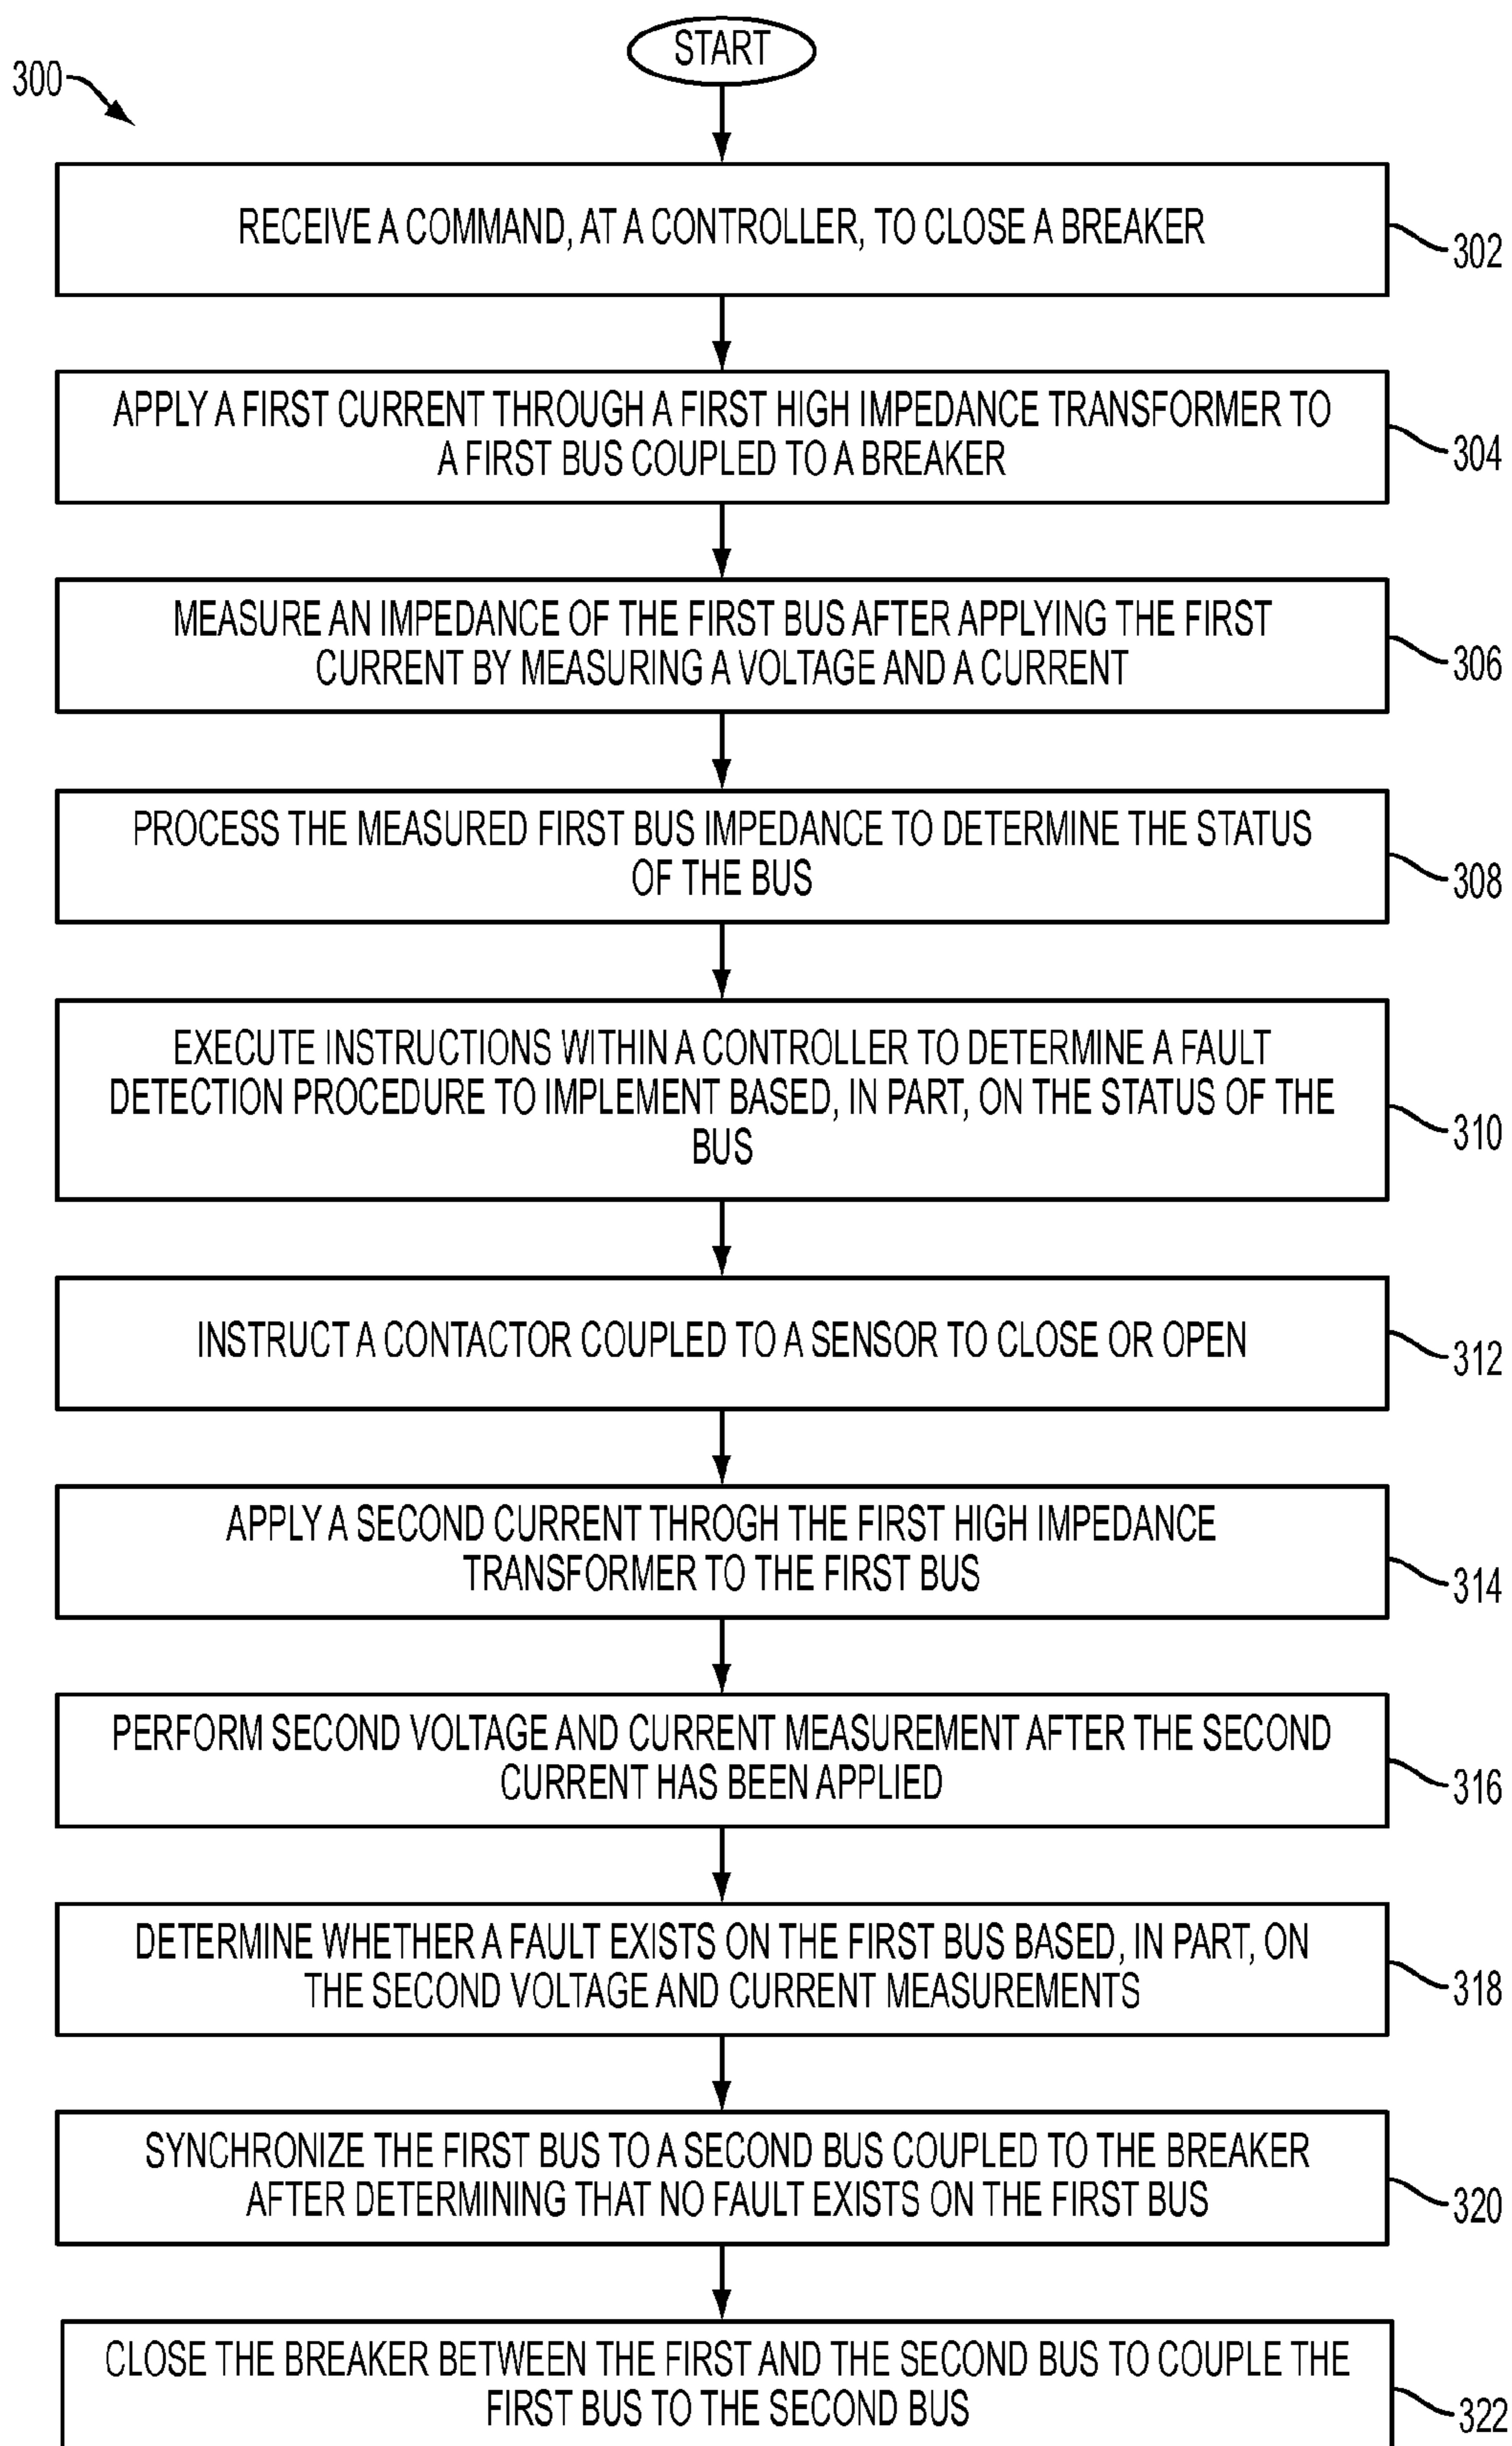 START
300
RECEIVE A COMMAND, AT A CONTROLLER, TO CLOSE A BREAKER
302
APPLY A FIRST CURRENT THROUGH A FIRST HIGH IMPEDANCE TRANSFORMER TO
A FIRST BUS COUPLED TO A BREAKER
304
MEASURE AN IMPEDANCE OF THE FIRST BUS AFTER APPLYING THE FIRST
CURRENT BY MEASURING A VOLTAGE AND A CURRENT
306
PROCESS THE MEASURED FIRST BUS IMPEDANCE TO DETERMINE THE STATUS
OF THE BUS
308
EXECUTE INSTRUCTIONS WITHIN A CONTROLLER TO DETERMINE A FAULT
DETECTION PROCEDURE TO IMPLEMENT BASED, IN PART, ON THE STATUS OF THE
BUS
310
INSTRUCT A CONTACTOR COUPLED TO A SENSOR TO CLOSE OR OPEN
312
APPLY A SECOND CURRENT THROGH THE FIRST HIGH IMPEDANCE
TRANSFORMER TO THE FIRST BUS
314
PERFORM SECOND VOLTAGE AND CURRENT MEASUREMENT AFTER THE SECOND
CURRENT HAS BEEN APPLIED
316
DETERMINE WHETHER A FAULT EXISTS ON THE FIRST BUS BASED, IN PART, ON
THE SECOND VOLTAGE AND CURRENT MEASUREMENTS
318
SYNCHRONIZE THE FIRST BUS TO A SECOND BUS COUPLED TO THE BREAKER
AFTER DETERMINING THAT NO FAULT EXISTS ON THE FIRST BUS
320
CLOSE THE BREAKER BETWEEN THE FIRST AND THE SECOND BUS TO COUPLE THE
FIRST BUS TO THE SECOND BUS
322